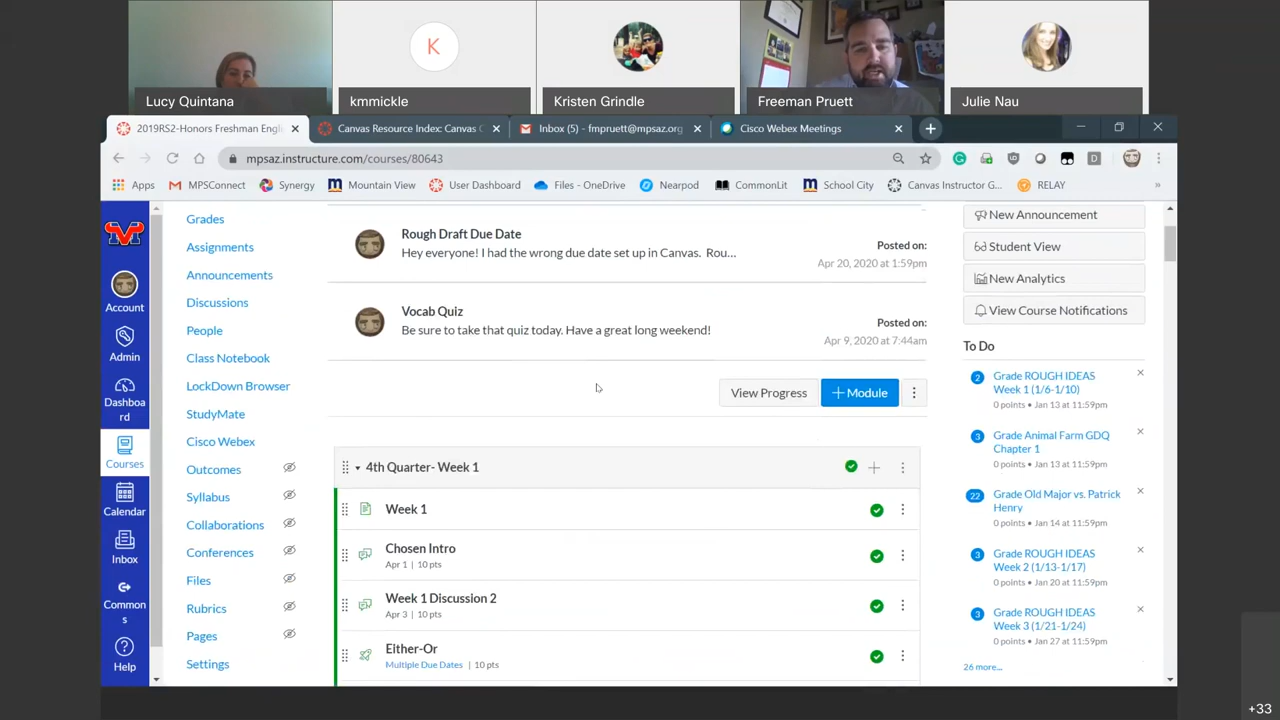 K
Lucy Quintana
kmmickle
Kristen Grindle
Freeman Pruett
Julie Nau
2019RS2-Honors Freshman Engl
Canvas Resource Index: Canvas C
Inbox (5) - fmpruett@mpsaz.org
Cisco Webex Meetings
mpsaz.instructure.com/courses/80643
Apps
MPSConnect
Synergy
Mountain View
User Dashboard
Files - OneDrive
Nearpod
CommonLit
School City
Canvas Instructor G...
RELAY
»
Account
Admin
Dashboa
rd
Courses
Calendar
Inbox
Common
s
Help
Grades
Assignments
Announcements
Discussions
People
Class Notebook
LockDown Browser
StudyMate
Cisco Webex
Outcomes
Syllabus
Collaborations
Conferences
Files
Rubrics
Pages
Settings
Rough Draft Due Date
Hey everyone! I had the wrong due date set up in Canvas. Rou...
Posted on:
Apr 20, 2020 at 1:59pm
Vocab Quiz
Be sure to take that quiz today. Have a great long weekend!
Posted on:
Apr 9, 2020 at 7:44am
View Progress
+ Module
4th Quarter- Week 1
Week 1
Chosen Intro
Apr 1 | 10 pts
Week 1 Discussion 2
Apr 3 | 10 pts
Either-Or
Multiple Due Dates | 10 pts
New Announcement
Student View
New Analytics
View Course Notifications
To Do
2
Grade ROUGH IDEAS
Week 1 (1/6-1/10)
0 points • Jan 13 at 11:59pm
3
Grade Animal Farm GDQ
Chapter 1
0 points • Jan 13 at 11:59pm
22
Grade Old Major vs. Patrick
Henry
0 points • Jan 14 at 11:59pm
3
Grade ROUGH IDEAS
Week 2 (1/13-1/17)
0 points • Jan 20 at 11:59pm
3
Grade ROUGH IDEAS
Week 3 (1/21-1/24)
0 points • Jan 27 at 11:59pm
26 more...
+33